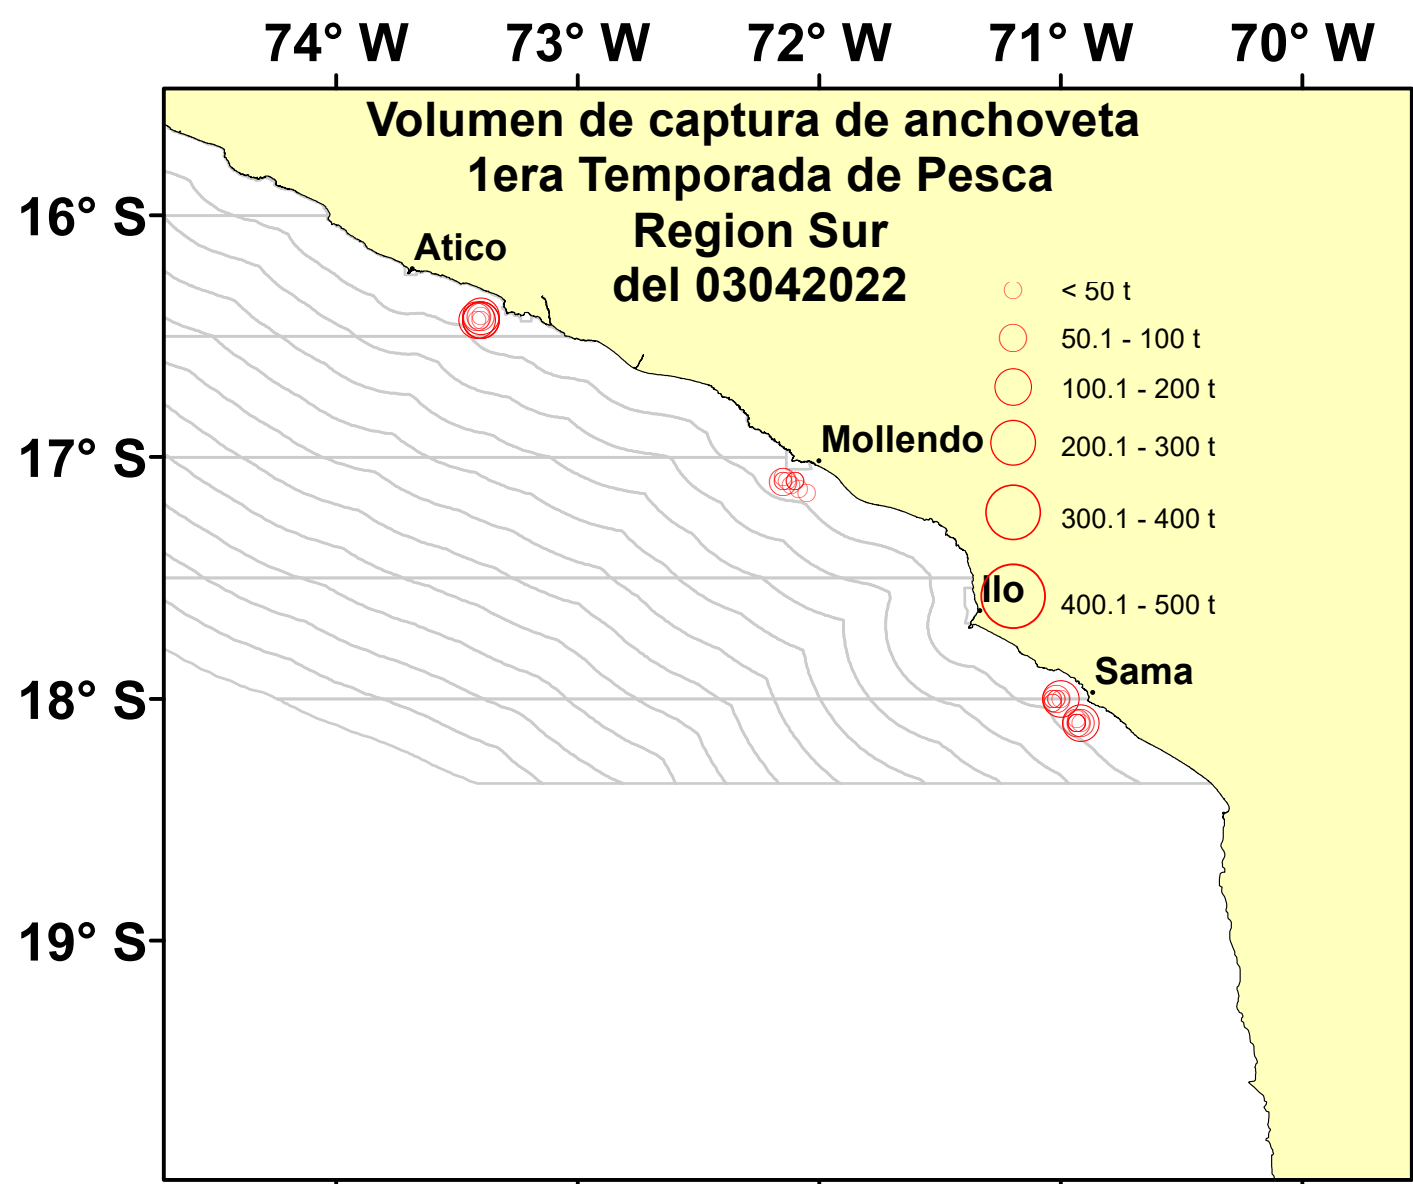 74° W 73° W 72° W 71° W 70° W
Volumen de captura de anchoveta
1era Temporada de Pesca
Region Sur
del 03042022
16° S
Atico
< 50 t
50.1 - 100 t
100.1 - 200 t
Mollendo
200.1 - 300 t
17° S
300.1 - 400 t
Ilo
400.1 - 500 t
Sama
18° S
19° S